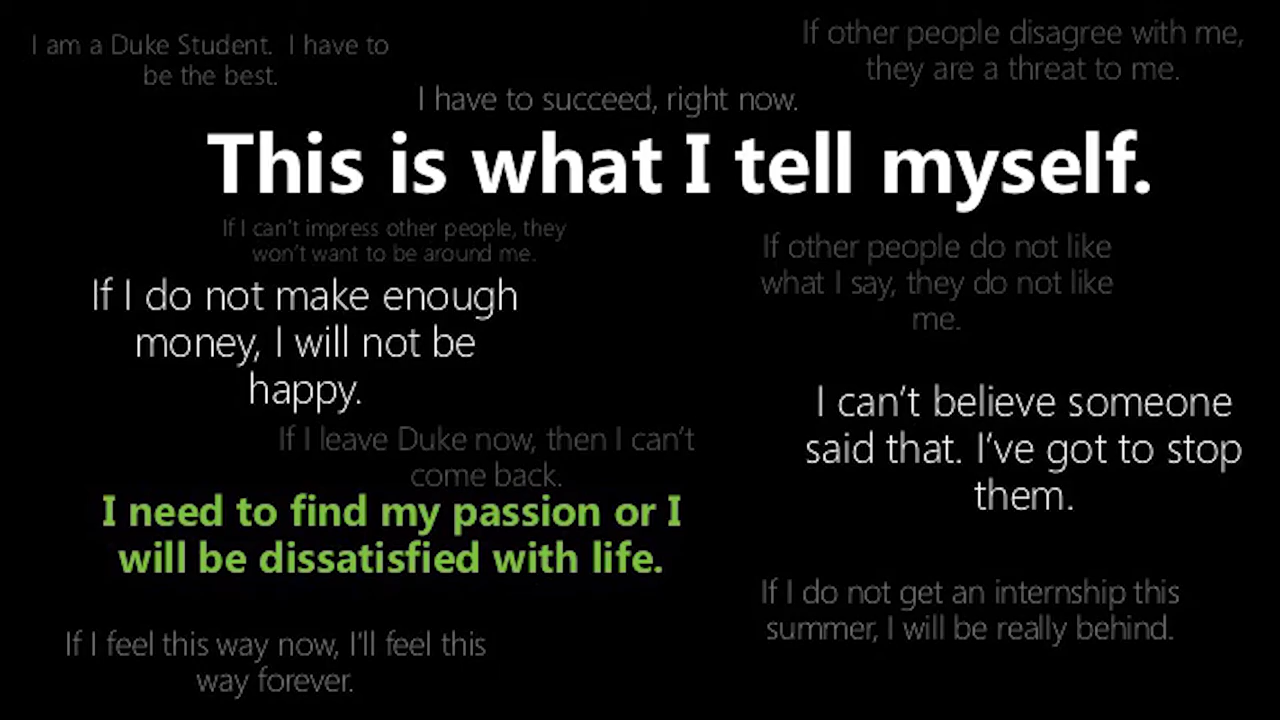 I am a Duke Student.  I have to
be the best.
If other people disagree with me,
they are a threat to me.
I have to succeed, right now.
This is what I tell myself.
If I can't impress other people, they
won't want to be around me.
If other people do not like
what I say, they do not like
me.
If I do not make enough
money, I will not be
happy.
I can’t believe someone
said that. I’ve got to stop
them.
If I leave Duke now, then I can’t
come back.
I need to find my passion or I
will be dissatisfied with life.
If I do not get an internship this
summer, I will be really behind.
If I feel this way now, I'll feel this
way forever.